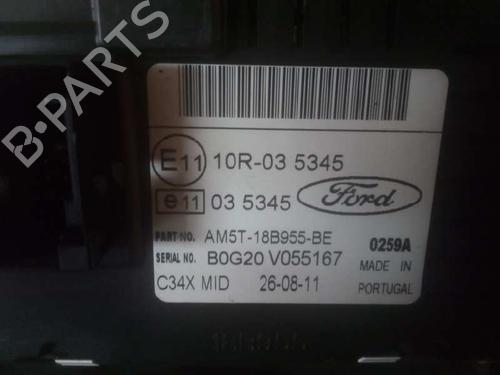 B-PARTS
E11 10R-03 5345
e11 03 5345 Ford
PART NO. AM5T-18B955-BE 0259A
SERIAL NO. B0G20 V055167 MADE IN
C34X MID 26-08-11 PORTUGAL
18B955